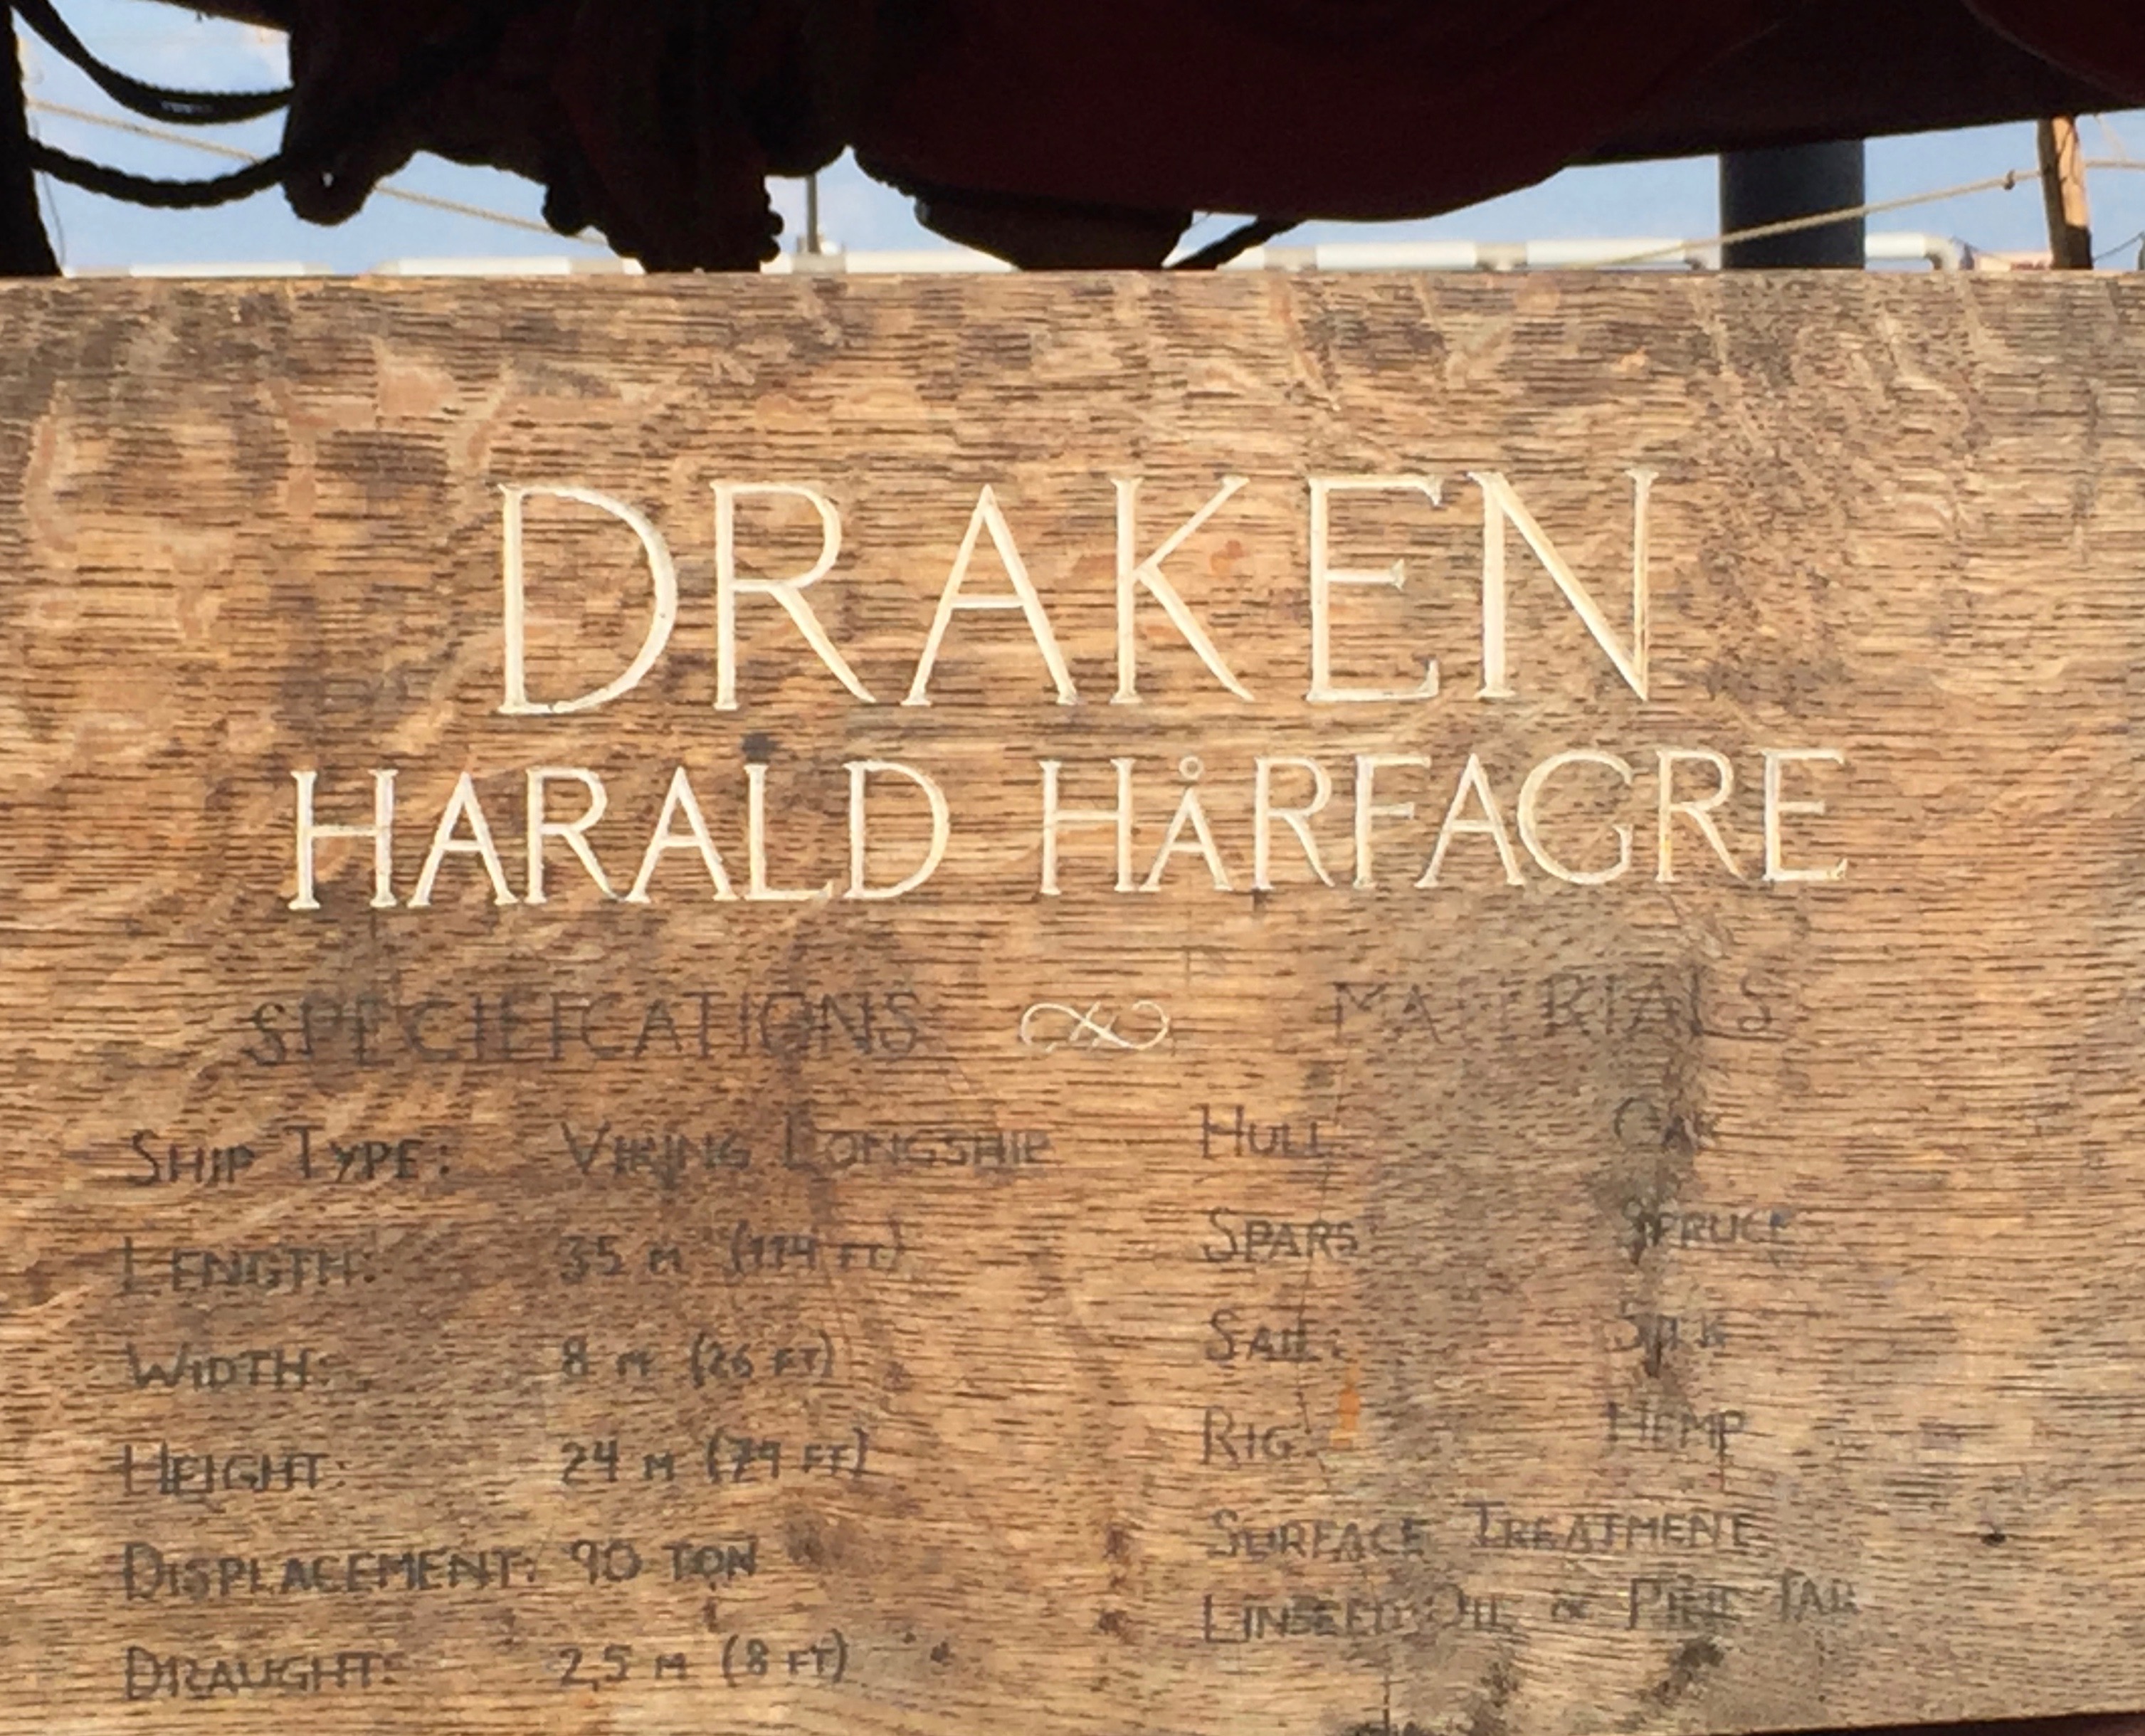 DRAKEN
HARALD HÅRFAGRE
SPECIFICATIONS
SHIP TYPE: VIKING LONGSHIP
LENGTH: 35 M (114 FT)
WIDTH: 8 M (26 FT)
HEIGHT: 24 M (79 FT)
DISPLACEMENT: 90 TON
DRAUGHT: 2,5 M (8 FT)
MATERIALS
HULL: OAK
SPARS: SPRUCE
SAIL: SILK
RIG: HEMP
SURFACE TREATMENT
LINSEED OIL & PINE TAR